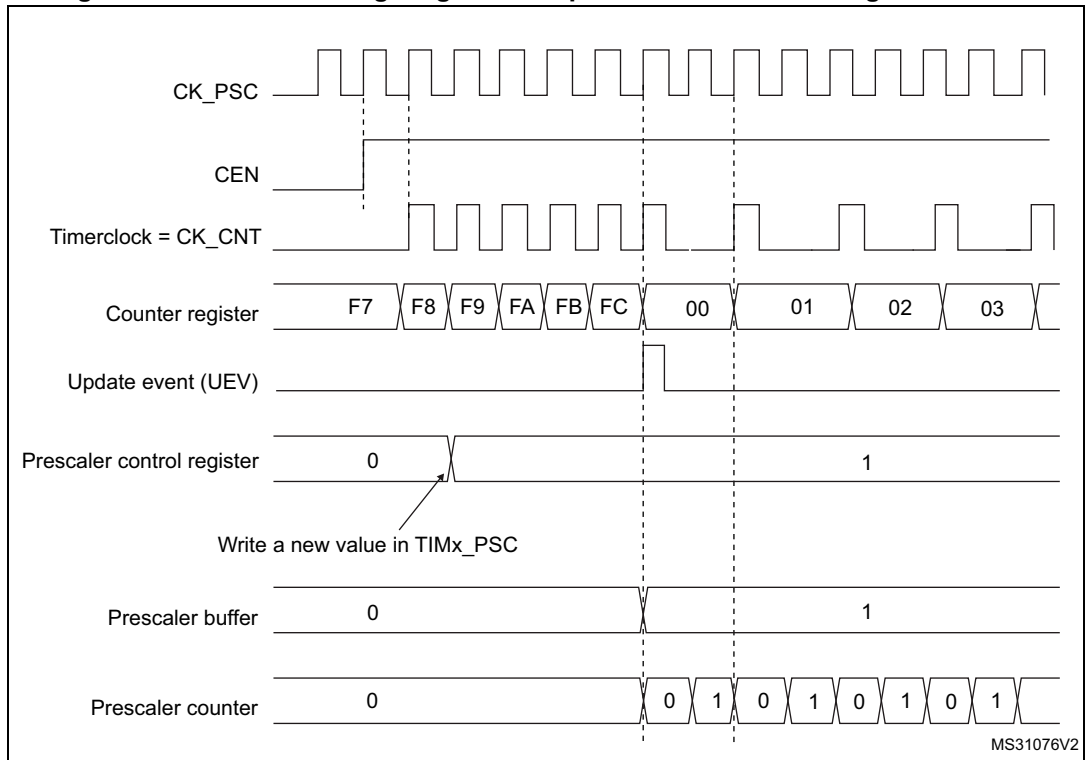 CK_PSC
CEN
Timerclock = CK_CNT
Counter register F7 F8 F9 FA FB FC 00 01 02 03
Update event (UEV)
Prescaler control register 0 1
Write a new value in TIMx_PSC
Prescaler buffer 0 1
Prescaler counter 0 0 1 0 1 0 1 0 1
MS31076V2